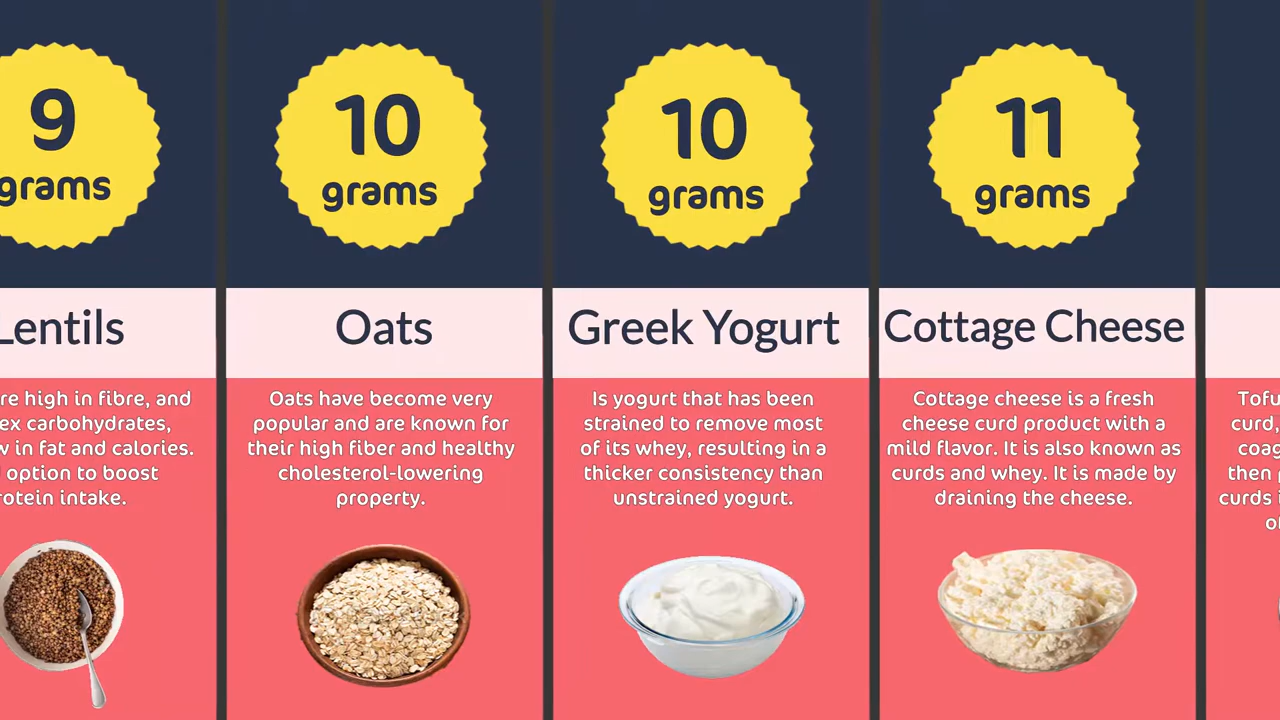 9
grams
Lentils
re high in fibre, and
ex carbohydrates,
w in fat and calories.
option to boost
rotein intake.
10
grams
Oats
Oats have become very
popular and are known for
their high fiber and healthy
cholesterol-lowering
property.
10
grams
Greek Yogurt
Is yogurt that has been
strained to remove most
of its whey, resulting in a
thicker consistency than
unstrained yogurt.
11
grams
Cottage Cheese
Cottage cheese is a fresh
cheese curd product with a
mild flavor. It is also known as
curds and whey. It is made by
draining the cheese.
Tofu
curd,
coag
then
curds